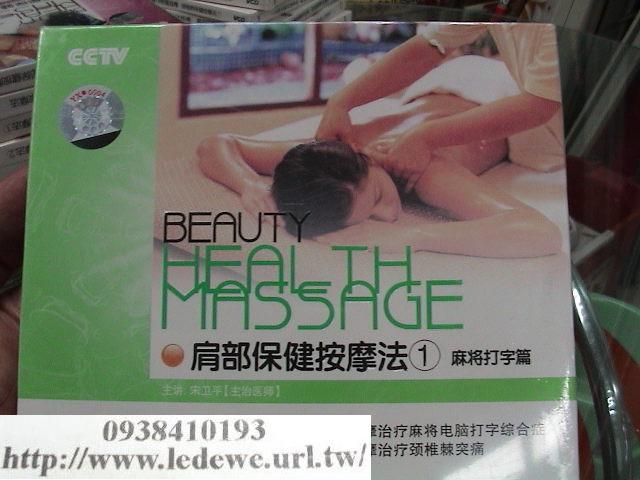 CCTV
BEAUTY
HEALTH
MASSAGE
肩部保健按摩法① 麻将打字篇
主讲: 宋卫平【主治医师】
摩治疗麻将电脑打字综合症
摩治疗颈椎棘突痛
0938410193
http://www.ledewe.url.tw/